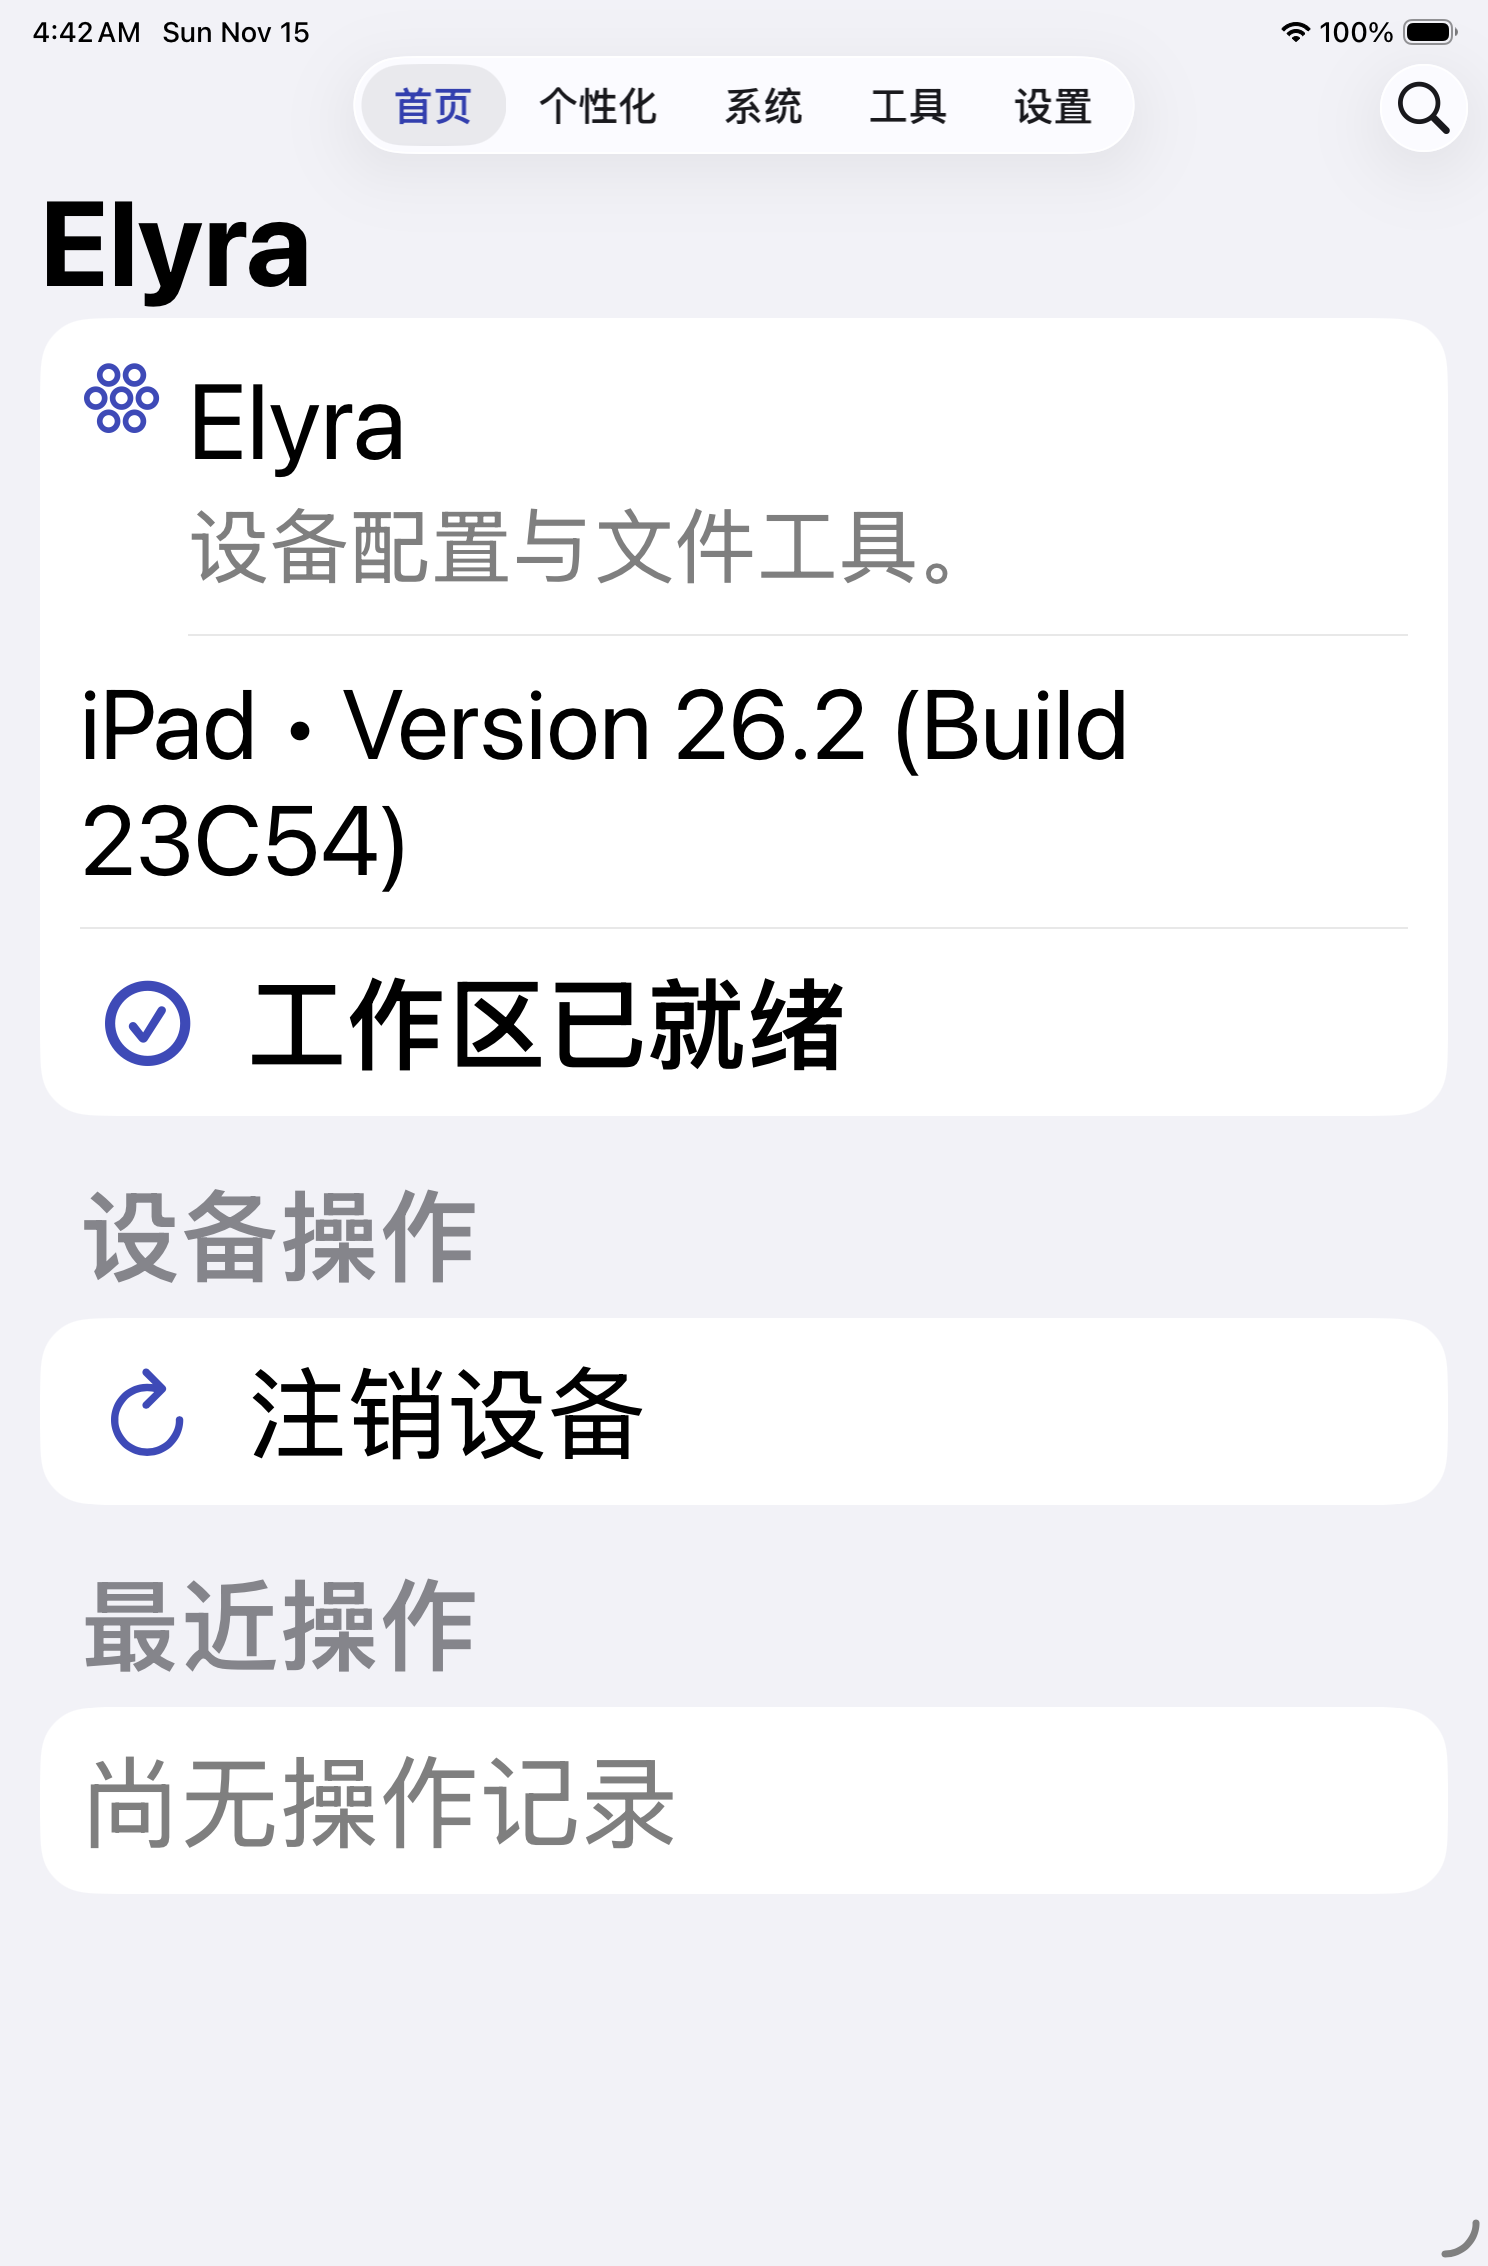 4:42 AM Sun Nov 15 100%
首页 个性化 系统 工具 设置
Elyra
Elyra
设备配置与文件工具。
iPad • Version 26.2 (Build
23C54)
工作区已就绪
设备操作
注销设备
最近操作
尚无操作记录